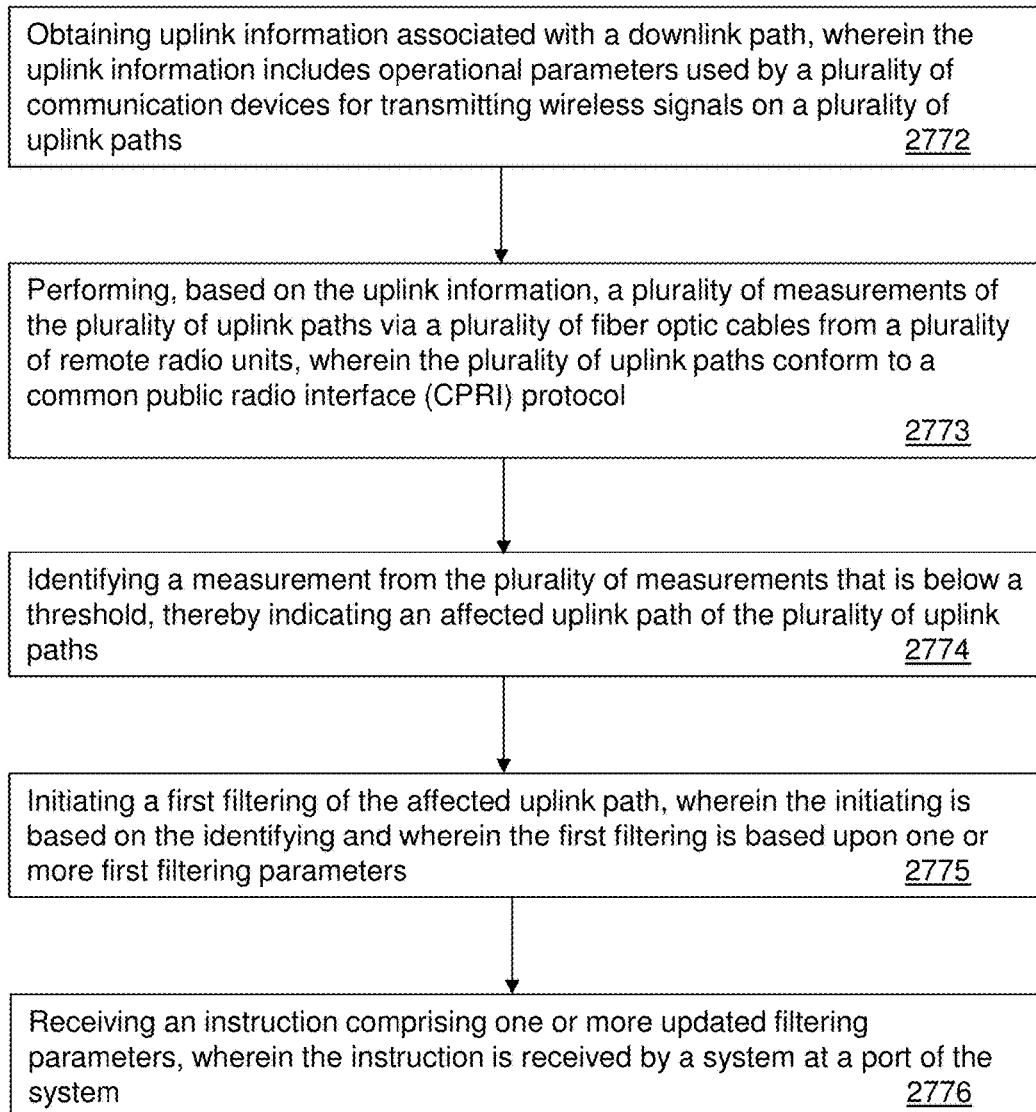 Obtaining uplink information associated with a downlink path, wherein the
uplink information includes operational parameters used by a plurality of
communication devices for transmitting wireless signals on a plurality of
uplink paths 2772
Performing, based on the uplink information, a plurality of measurements of
the plurality of uplink paths via a plurality of fiber optic cables from a plurality
of remote radio units, wherein the plurality of uplink paths conform to a
common public radio interface (CPRI) protocol
2773
Identifying a measurement from the plurality of measurements that is below a
threshold, thereby indicating an affected uplink path of the plurality of uplink
paths 2774
Initiating a first filtering of the affected uplink path, wherein the initiating is
based on the identifying and wherein the first filtering is based upon one or
more first filtering parameters 2775
Receiving an instruction comprising one or more updated filtering
parameters, wherein the instruction is received by a system at a port of the
system 2776